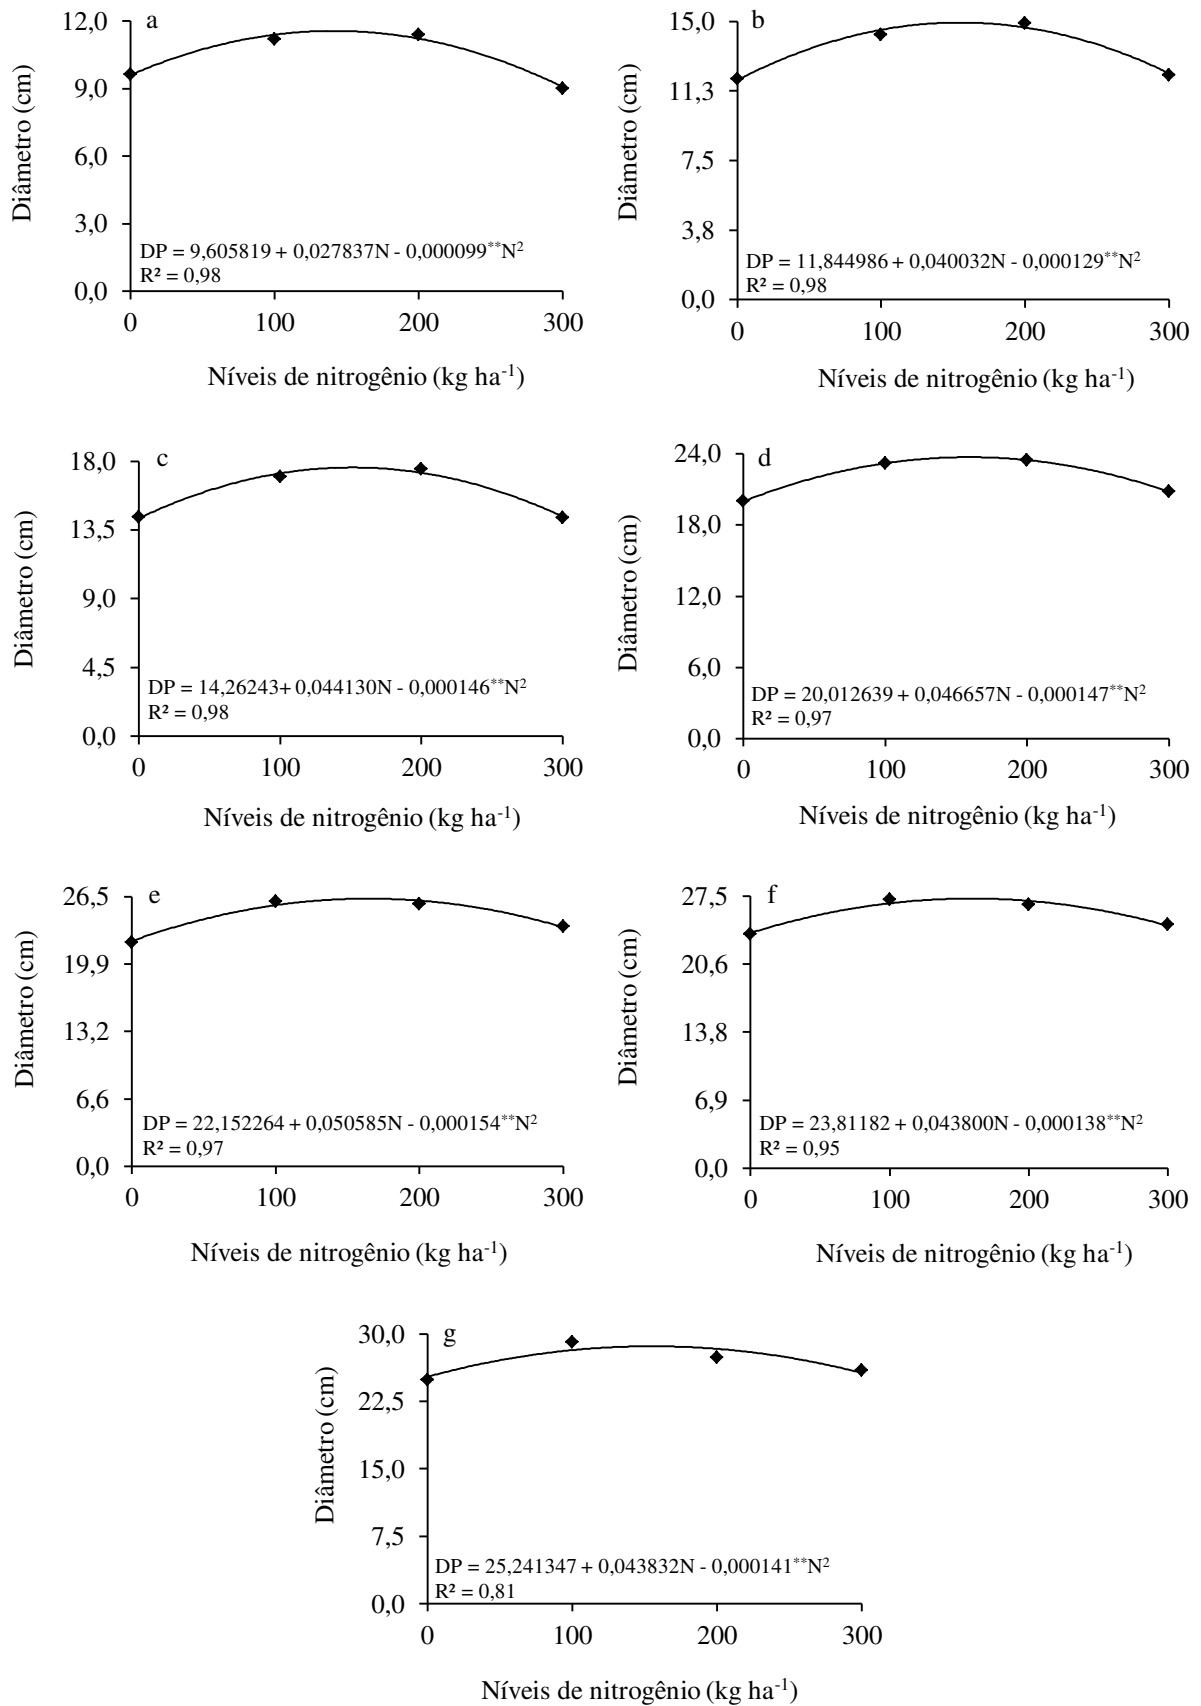 a
Diâmetro (cm)
12,0
9,0
6,0
3,0
0,0
DP = 9,605819 + 0,027837N - 0,000099**N²
R² = 0,98
0 100 200 300
Níveis de nitrogênio (kg ha⁻¹)
b
Diâmetro (cm)
15,0
11,3
7,5
3,8
0,0
DP = 11,844986 + 0,040032N - 0,000129**N²
R² = 0,98
0 100 200 300
Níveis de nitrogênio (kg ha⁻¹)
c
Diâmetro (cm)
18,0
13,5
9,0
4,5
0,0
DP = 14,26243+ 0,044130N - 0,000146**N²
R² = 0,98
0 100 200 300
Níveis de nitrogênio (kg ha⁻¹)
d
Diâmetro (cm)
24,0
18,0
12,0
6,0
0,0
DP = 20,012639 + 0,046657N - 0,000147**N²
R² = 0,97
0 100 200 300
Níveis de nitrogênio (kg ha⁻¹)
e
Diâmetro (cm)
26,5
19,9
13,2
6,6
0,0
DP = 22,152264 + 0,050585N - 0,000154**N²
R² = 0,97
0 100 200 300
Níveis de nitrogênio (kg ha⁻¹)
f
Diâmetro (cm)
27,5
20,6
13,8
6,9
0,0
DP = 23,81182 + 0,043800N - 0,000138**N²
R² = 0,95
0 100 200 300
Níveis de nitrogênio (kg ha⁻¹)
g
Diâmetro (cm)
30,0
22,5
15,0
7,5
0,0
DP = 25,241347 + 0,043832N - 0,000141**N²
R² = 0,81
0 100 200 300
Níveis de nitrogênio (kg ha⁻¹)